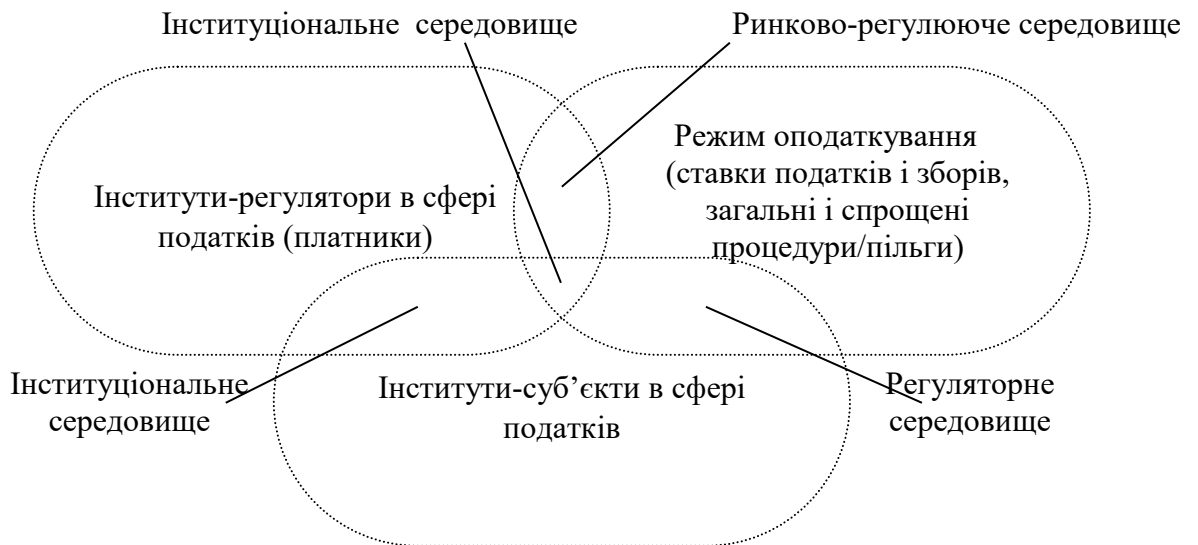 Інституціональне середовище
Ринково-регулююче середовище
Режим оподаткування
(ставки податків і зборів,
загальні і спрощені
процедури/пільги)
Інститути-регулятори в сфері
податків (платники)
Інституціональне
середовище
Інститути-суб’єкти в сфері
податків
Регуляторне
середовище